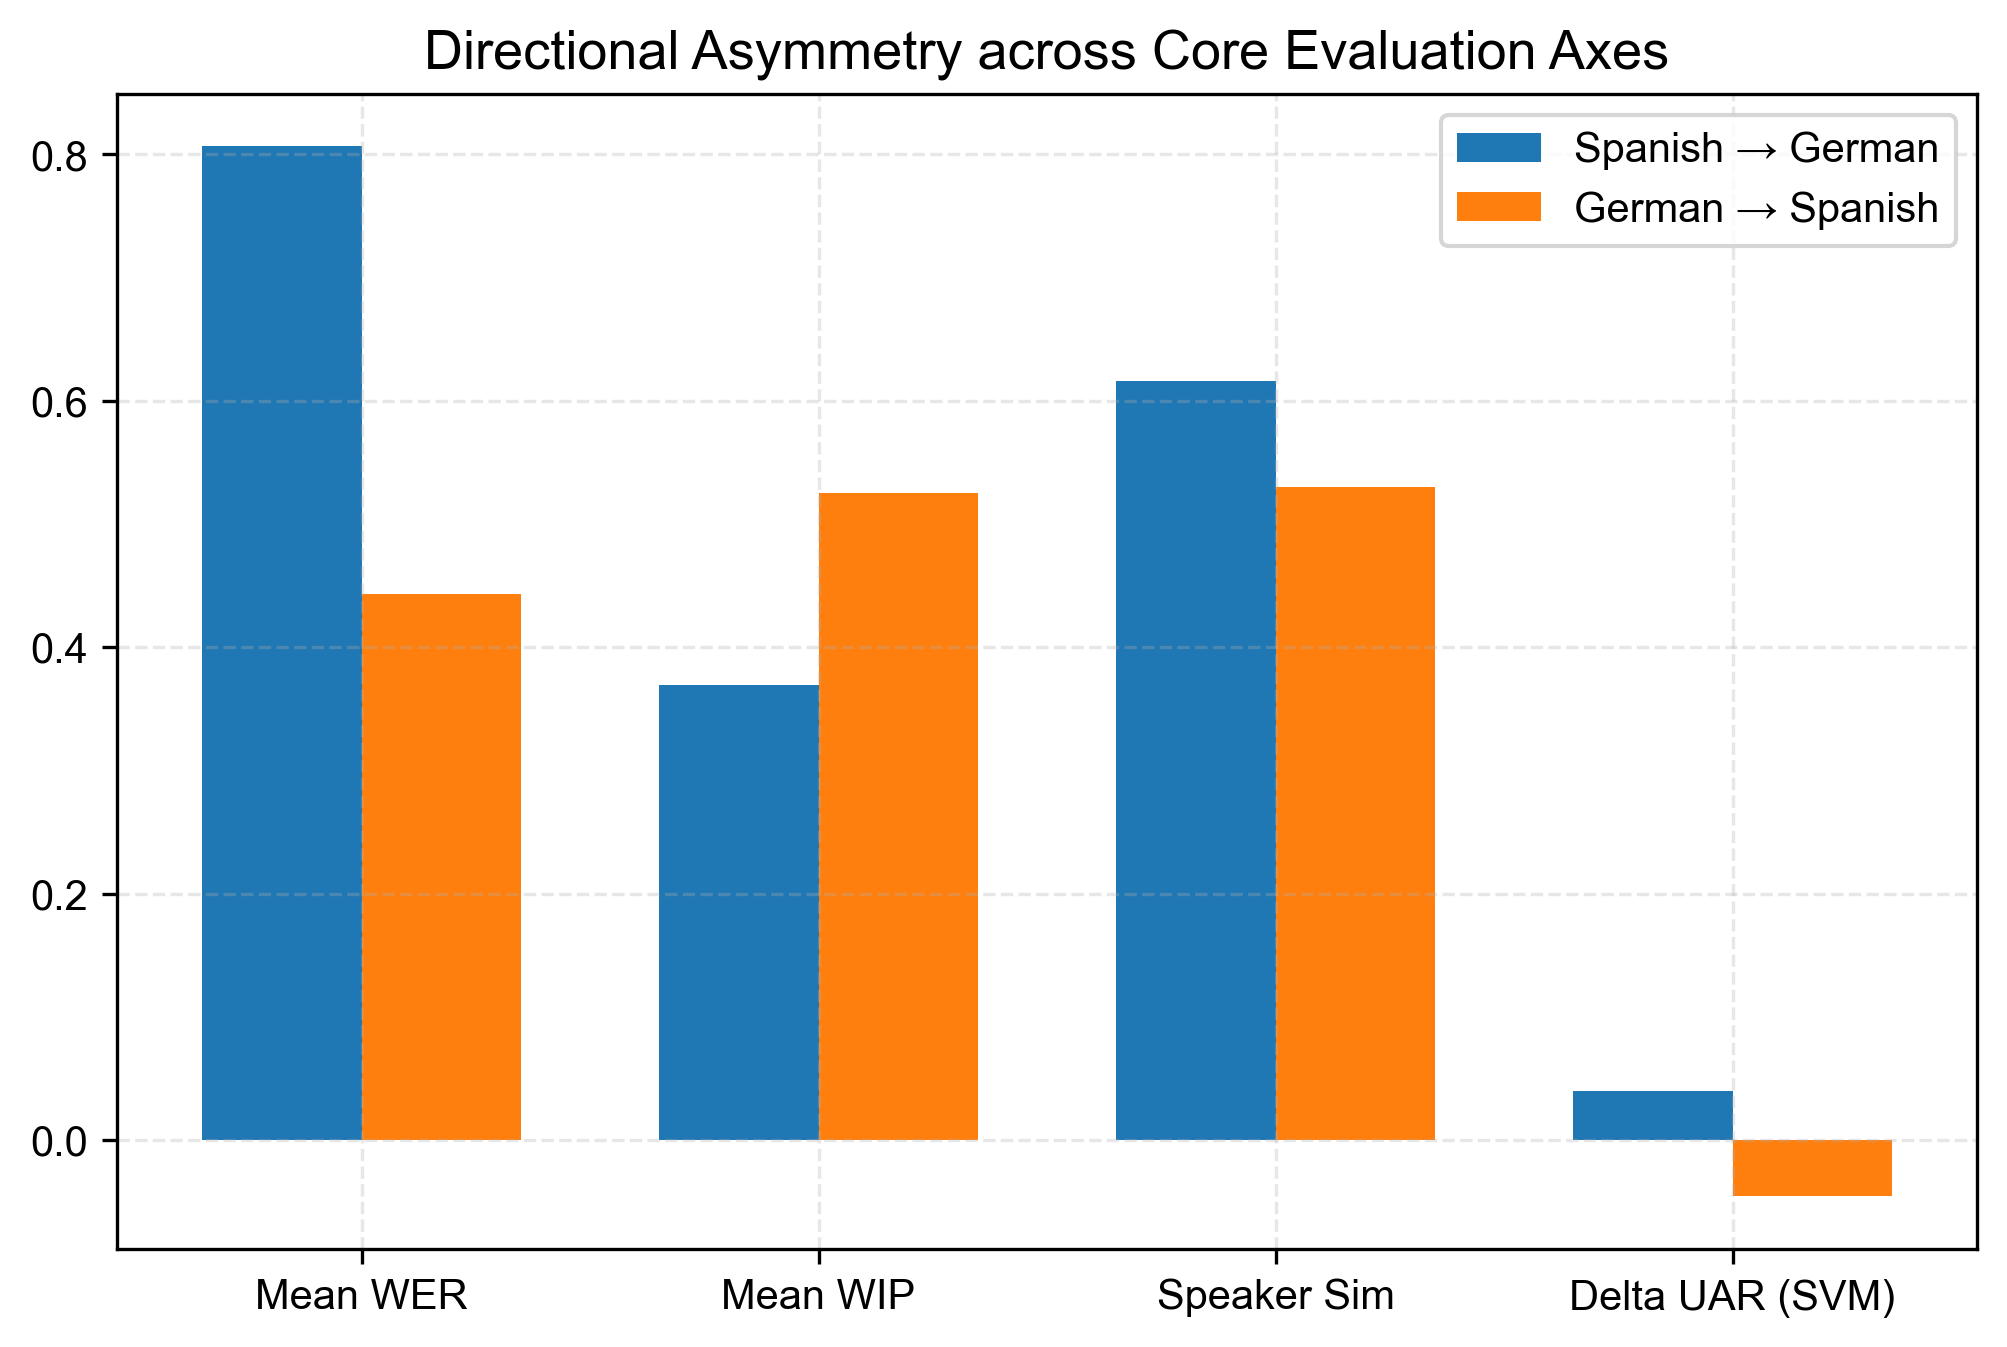 Directional Asymmetry across Core Evaluation Axes
Spanish → German
German → Spanish
0.8
0.6
0.4
0.2
0.0
Mean WER
Mean WIP
Speaker Sim
Delta UAR (SVM)